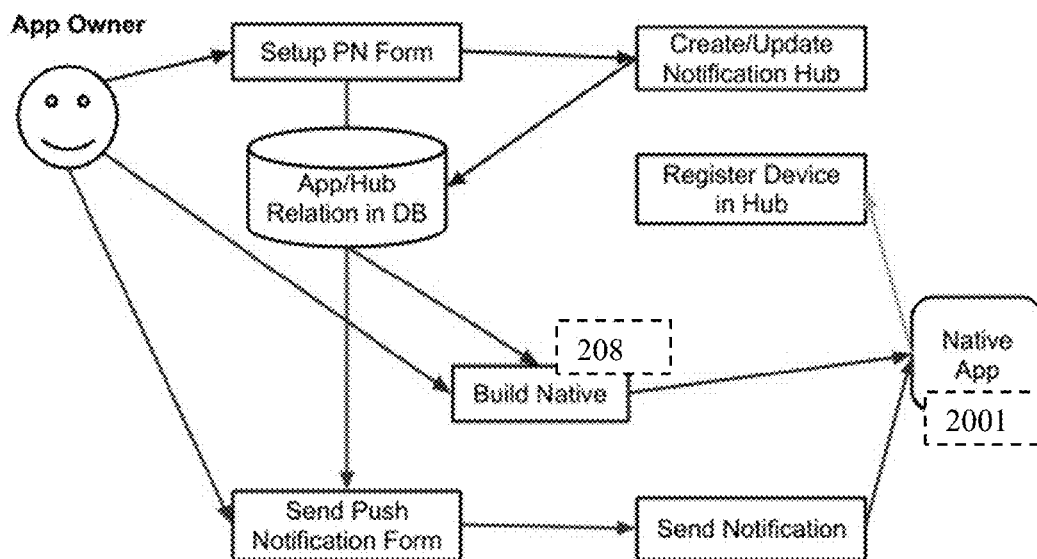 App Owner
Setup PN Form
Create/Update
Notification Hub
App/Hub
Relation in DB
Register Device
in Hub
208
Build Native
Native
App
2001
Send Push
Notification Form
Send Notification